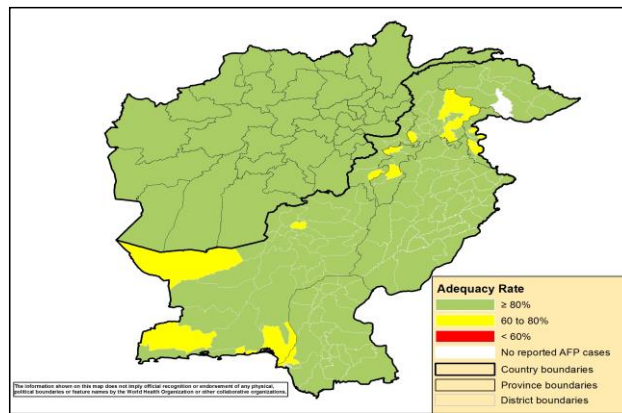 Adequacy Rate
≥ 80%
60 to 80%
< 60%
No reported AFP cases
Country boundaries
Province boundaries
District boundaries
The information shown on this map does not imply official recognition or endorsement of any physical,
political boundaries or feature names by the World Health Organization or other collaborative organizations.